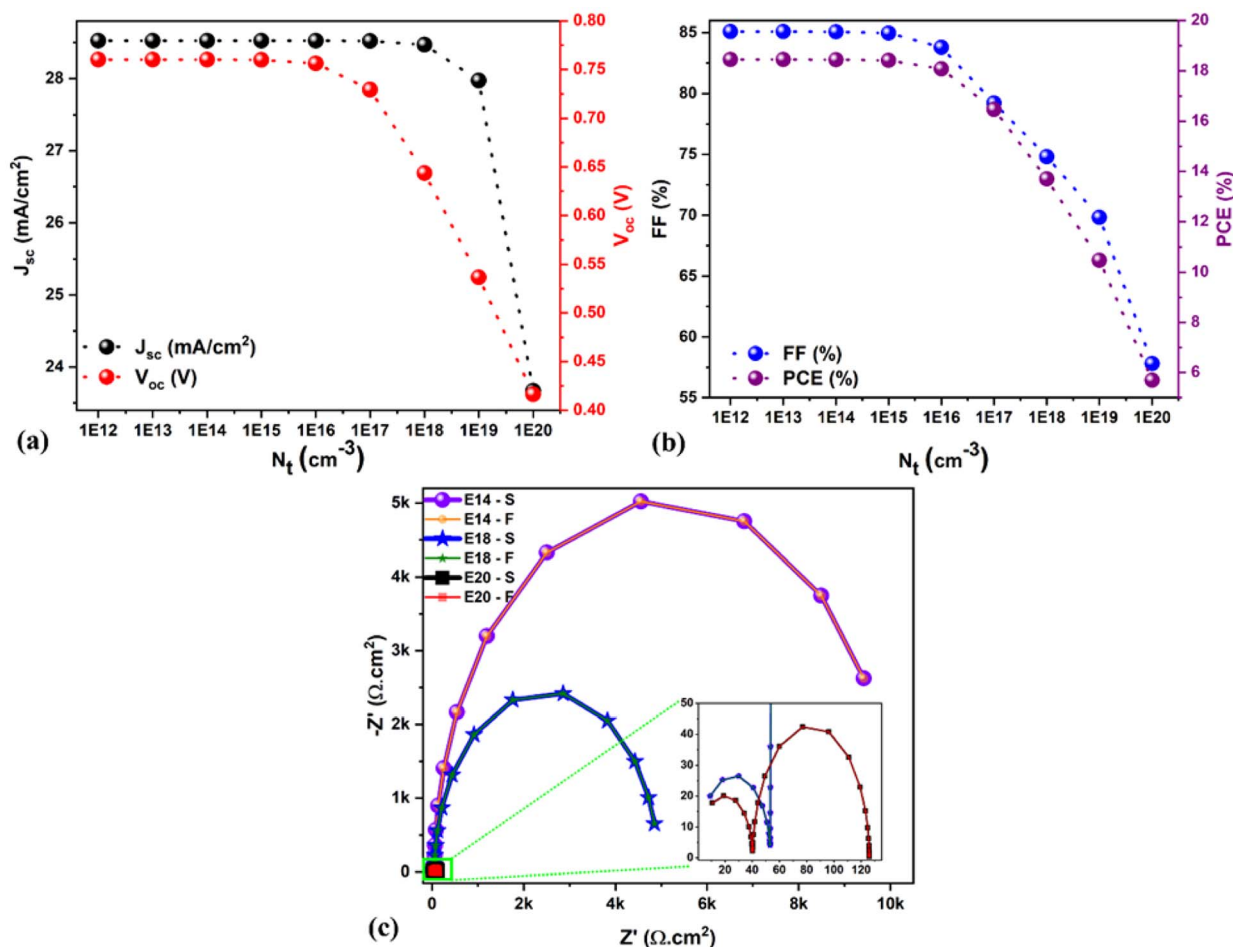 0.80
28
27
26
25
24
0.75
0.70
0.65
0.60
0.55
0.50
0.45
0.40
J_sc (mA/cm²)
V_oc (V)
J_sc (mA/cm²)
V_oc (V)
1E12 1E13 1E14 1E15 1E16 1E17 1E18 1E19 1E20
N_t (cm⁻³)
(a)
85
80
75
70
65
60
55
20
18
16
14
12
10
8
6
FF (%)
PCE (%)
FF (%)
PCE (%)
1E12 1E13 1E14 1E15 1E16 1E17 1E18 1E19 1E20
N_t (cm⁻³)
(b)
5k
4k
3k
2k
1k
0
-Z' (Ω.cm²)
E14 - S
E14 - F
E18 - S
E18 - F
E20 - S
E20 - F
50
40
30
20
10
0
20 40 60 80 100 120
0 2k 4k 6k 8k 10k
Z' (Ω.cm²)
(c)